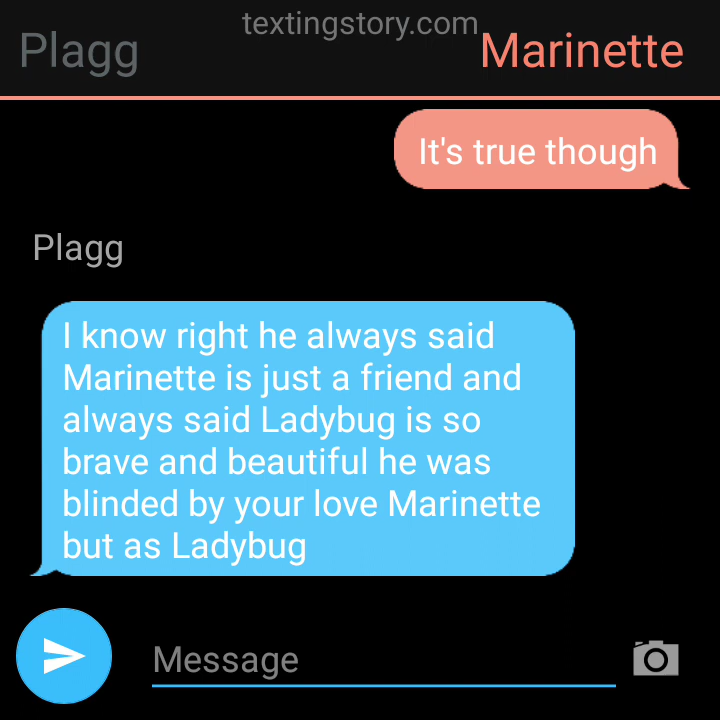 textingstory.com
Plagg
Marinette
It's true though
Plagg
I know right he always said
Marinette is just a friend and
always said Ladybug is so
brave and beautiful he was
blinded by your love Marinette
but as Ladybug
Message